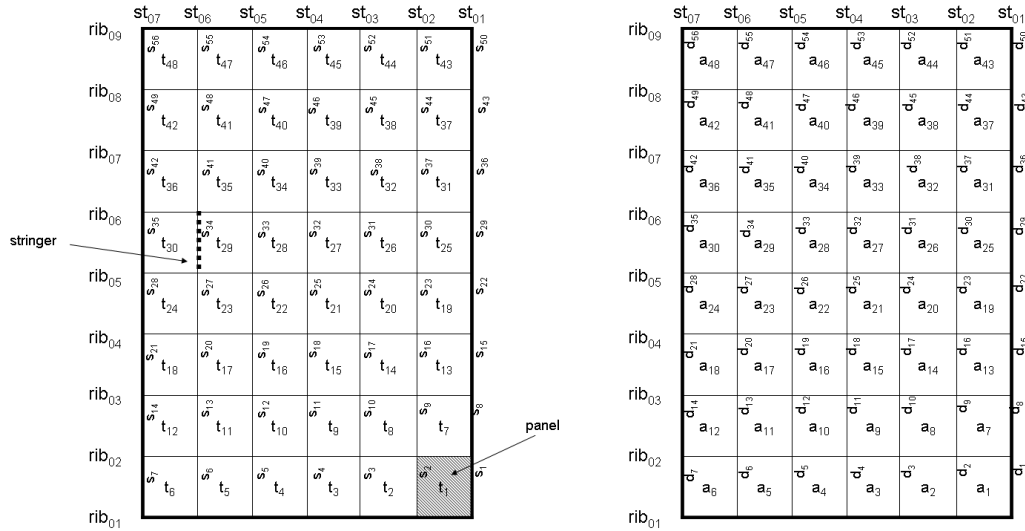 st07 st06 st05 st04 st03 st02 st01
rib09
s56 s55 s54 s53 s52 s51 s50
t48 t47 t46 t45 t44 t43
rib08
s49 s48 s47 s46 s45 s44 s43
t42 t41 t40 t39 t38 t37
rib07
s42 s41 s40 s39 s38 s37 s36
t36 t35 t34 t33 t32 t31
rib06
s35 s34 s33 s32 s31 s30 s29
stringer
t30 t29 t28 t27 t26 t25
rib05
s28 s27 s26 s25 s24 s23 s22
t24 t23 t22 t21 t20 t19
rib04
s21 s20 s19 s18 s17 s16 s15
t18 t17 t16 t15 t14 t13
rib03
s14 s13 s12 s11 s10 s9 s8
t12 t11 t10 t9 t8 t7
panel
rib02
s7 s6 s5 s4 s3 s2 s1
t6 t5 t4 t3 t2 t1
rib01
st07 st06 st05 st04 st03 st02 st01
rib09
d56 d55 d54 d53 d52 d51 d50
a48 a47 a46 a45 a44 a43
rib08
d49 d48 d47 d46 d45 d44 d43
a42 a41 a40 a39 a38 a37
rib07
d42 d41 d40 d39 d38 d37 d36
a36 a35 a34 a33 a32 a31
rib06
d35 d34 d33 d32 d31 d30 d29
a30 a29 a28 a27 a26 a25
rib05
d28 d27 d26 d25 d24 d23 d22
a24 a23 a22 a21 a20 a19
rib04
d21 d20 d19 d18 d17 d16 d15
a18 a17 a16 a15 a14 a13
rib03
d14 d13 d12 d11 d10 d9 d8
a12 a11 a10 a9 a8 a7
rib02
d7 d6 d5 d4 d3 d2 d1
a6 a5 a4 a3 a2 a1
rib01